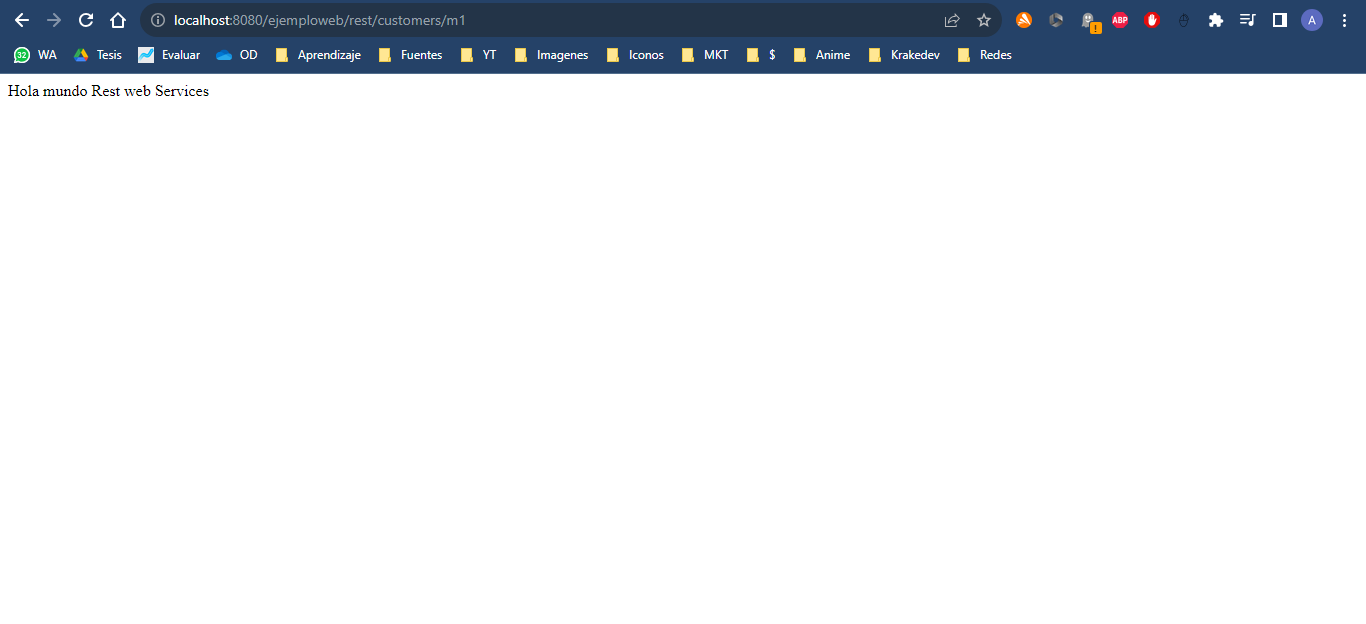 localhost:8080/ejemploweb/rest/customers/m1
ABP
!
A
32 WA Tesis Evaluar OD Aprendizaje Fuentes YT Imagenes Iconos MKT $ Anime Krakedev Redes
Hola mundo Rest web Services